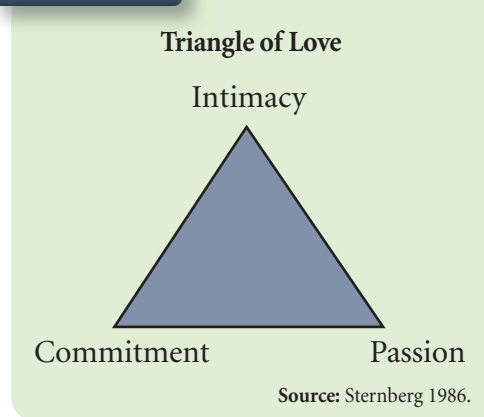 Triangle of Love
Intimacy
Commitment Passion
Source: Sternberg 1986.